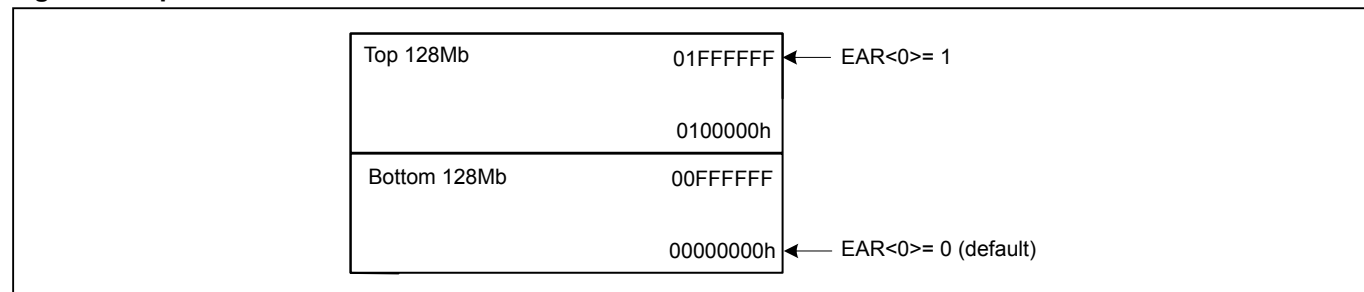 Top 128Mb 01FFFFFF EAR<0>= 1
0100000h
Bottom 128Mb 00FFFFFF
00000000h EAR<0>= 0 (default)